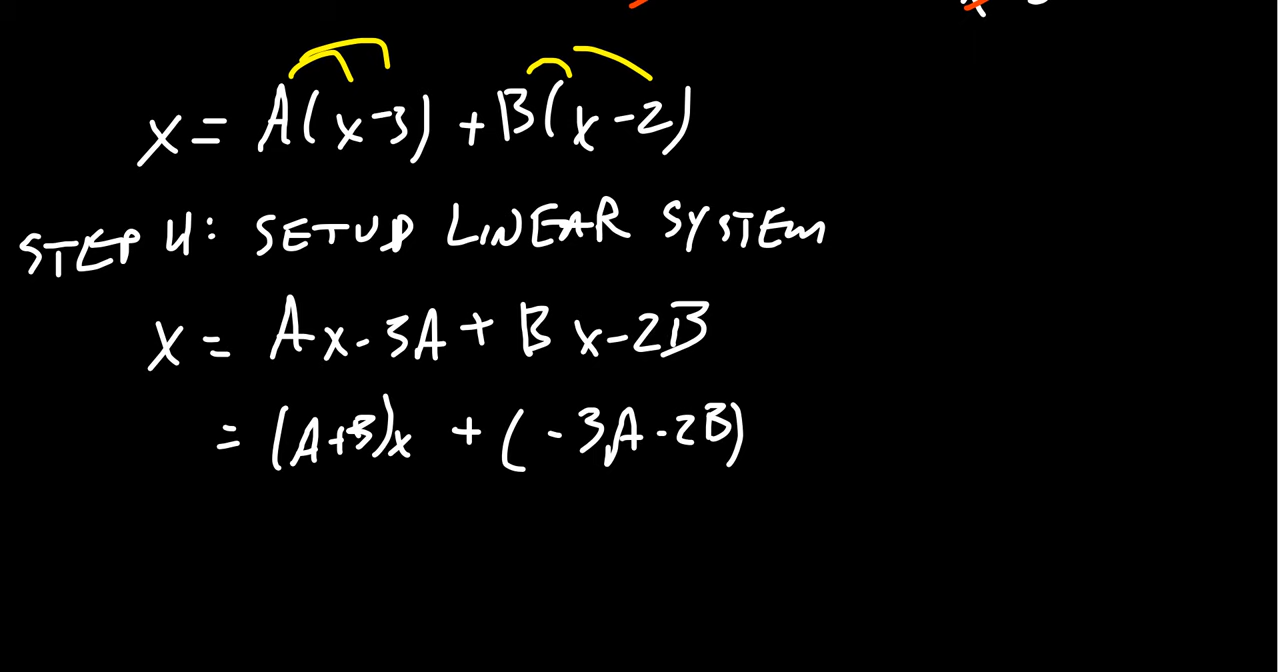 x = A(x-3) + B(x-2)
STEP 4: SETUP LINEAR SYSTEM
x = Ax - 3A + Bx - 2B
= (A+B)x + (-3A - 2B)